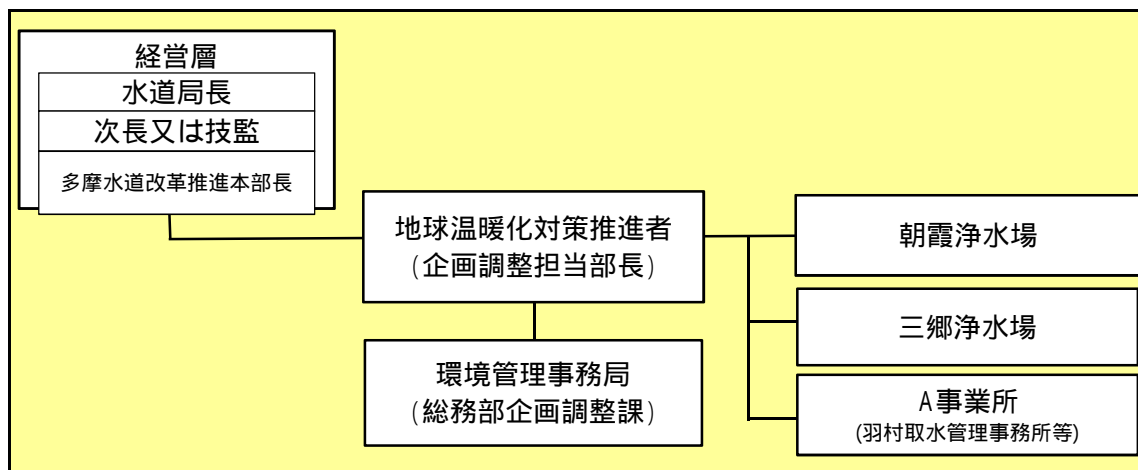 経営層
水道局長
次長又は技監
多摩水道改革推進本部長
地球温暖化対策推進者
(企画調整担当部長)
環境管理事務局
(総務部企画調整課)
朝霞浄水場
三郷浄水場
A事業所
(羽村取水管理事務所等)